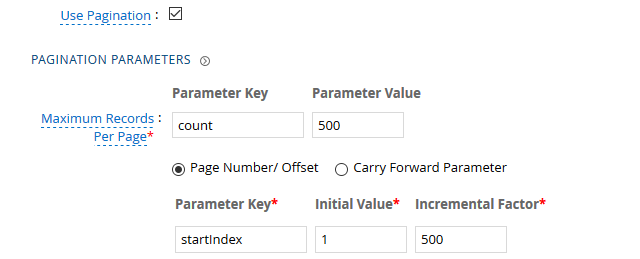 Use Pagination :
PAGINATION PARAMETERS
Parameter Key Parameter Value
Maximum Records : count 500
Per Page*
Page Number/ Offset Carry Forward Parameter
Parameter Key* Initial Value* Incremental Factor*
startIndex 1 500